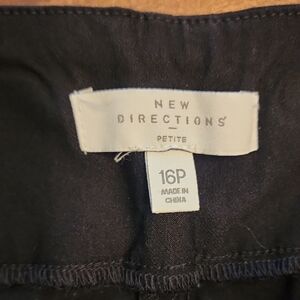 NEW
DIRECTIONS
PETITE
16P
MADE IN
CHINA